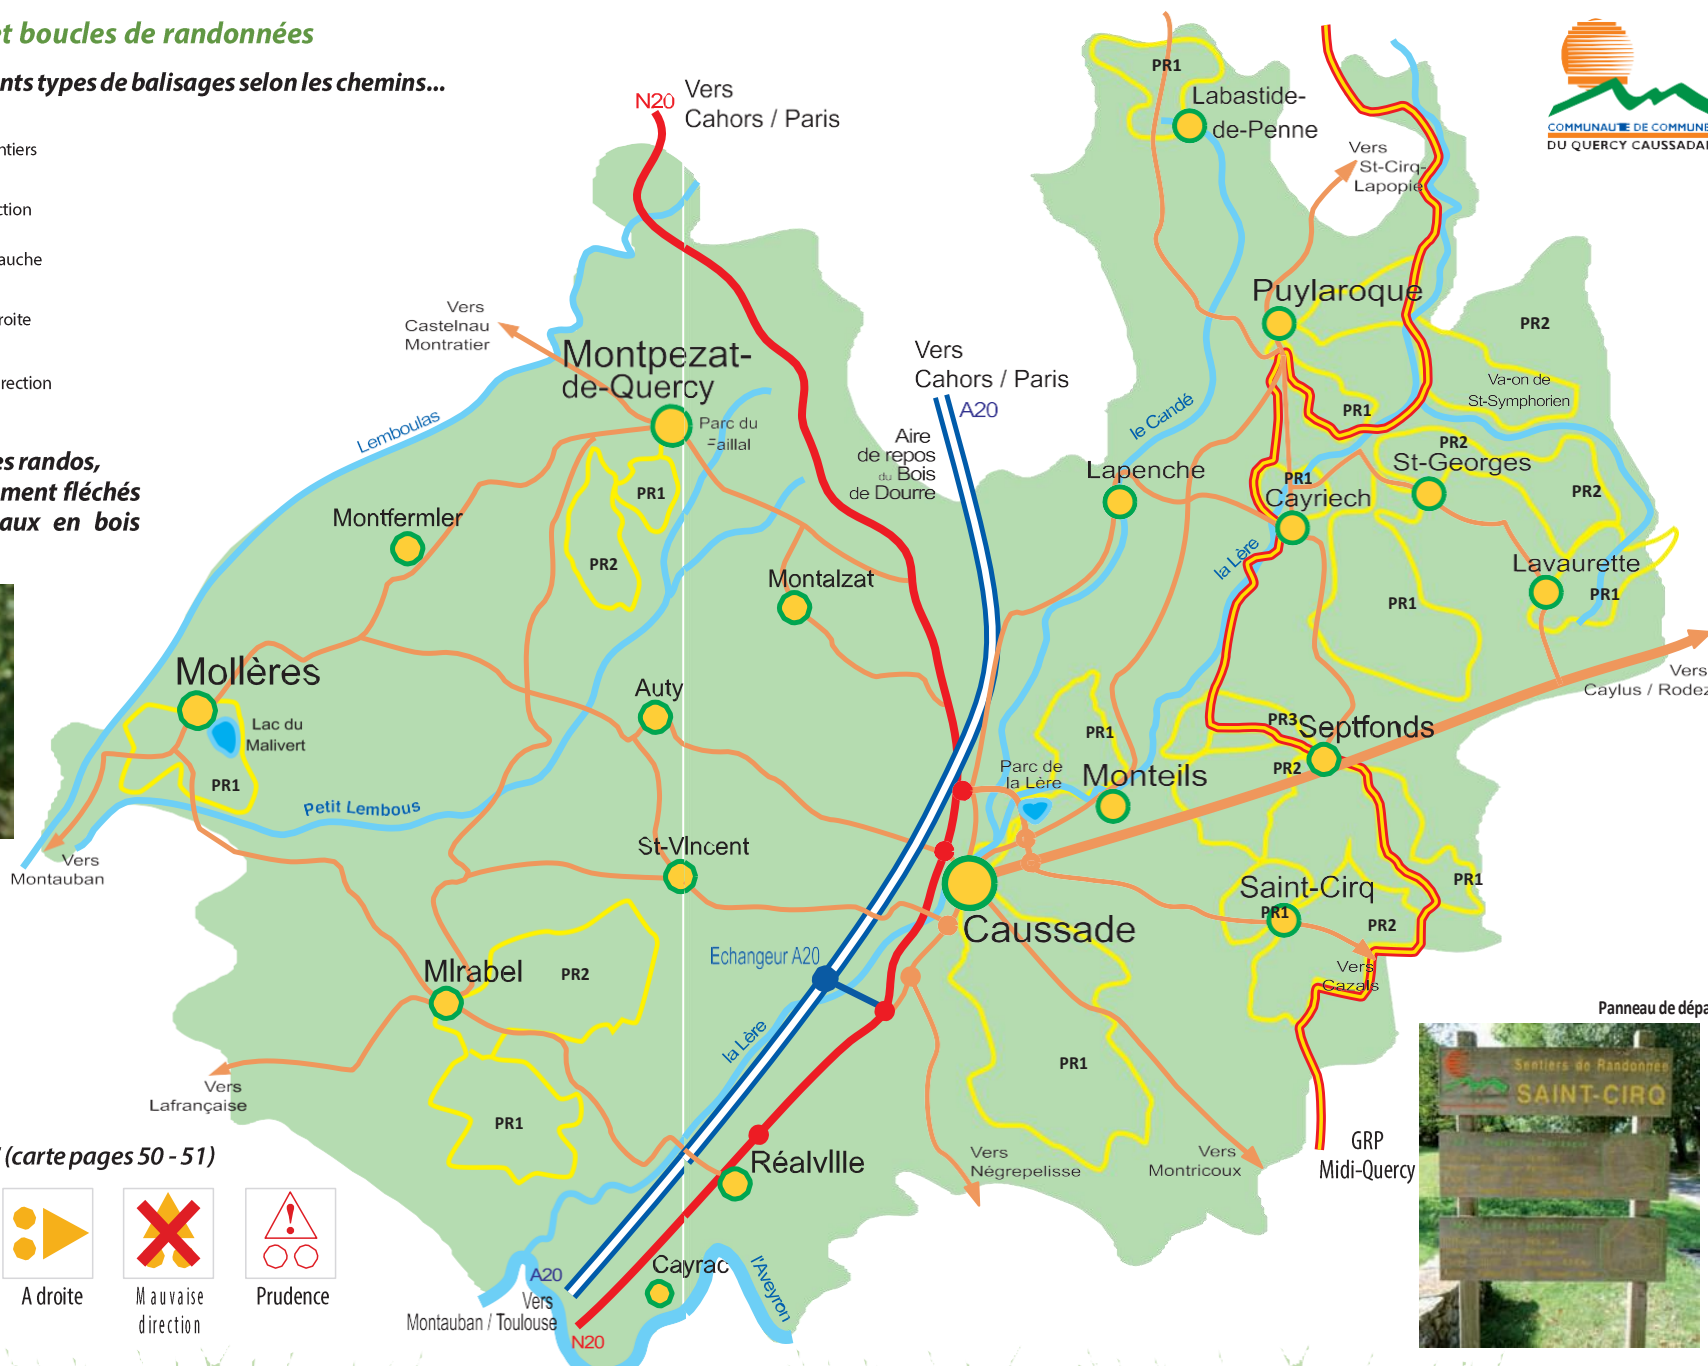 et boucles de randonnées
nts types de balisages selon les chemins...
ntiers
ction
auche
roite
rection
es randos,
ment fléchés
aux en bois
N20
Vers
Cahors / Paris
PR1
Labastide-
de-Penne
Vers
St-Cirq-
Lapopie
COMMUNAUTE DE COMMUNE
DU QUERCY CAUSSADAI
Vers
Castelnau
Montratier
Montpezat-
de-Quercy
Parc du
Faillal
Lemboulas
Vers
Cahors / Paris
A20
Aire
de repos
du Bois
de Dourre
Puylaroque
PR2
Va-on de
St-Symphorien
PR1
le Candé
PR2
St-Georges
PR2
Lapenche
PR1
Cayriech
la Lère
Lavaurette
PR1
PR1
PR1
PR2
Montfermler
Montalzat
Mollères
Lac du
Malivert
PR1
Auty
Petit Lembous
Vers
Montauban
St-VIncent
PR1
Parc de
la Lère
Monteils
PR3
Septfonds
PR2
Vers
Caylus / Rodez
Saint-Cirq
PR1
PR1
PR2
Vers
Cazals
Caussade
Echangeur A20
MIrabel
PR2
la Lère
PR1
Vers
Lafrançaise
PR1
Vers
Négrepelisse
Vers
Montricoux
GRP
Midi-Quercy
Panneau de dépa
Sentiers de Randonnée
SAINT-CIRQ
(carte pages 50 - 51)
A droite
Mauvaise
direction
Prudence
Réalvllle
Cayrac
l'Aveyron
A20
Vers
Montauban / Toulouse
N20